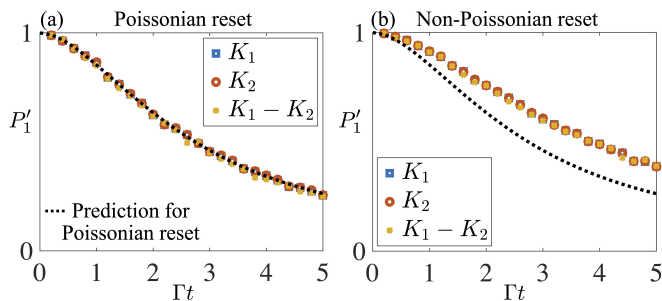 (a) Poissonian reset
1
P′₁
0
K₁
K₂
K₁ − K₂
Prediction for
Poissonian reset
0 1 2 3 4 5
Γt
(b) Non-Poissonian reset
1
P′₁
0
K₁
K₂
K₁ − K₂
0 1 2 3 4 5
Γt